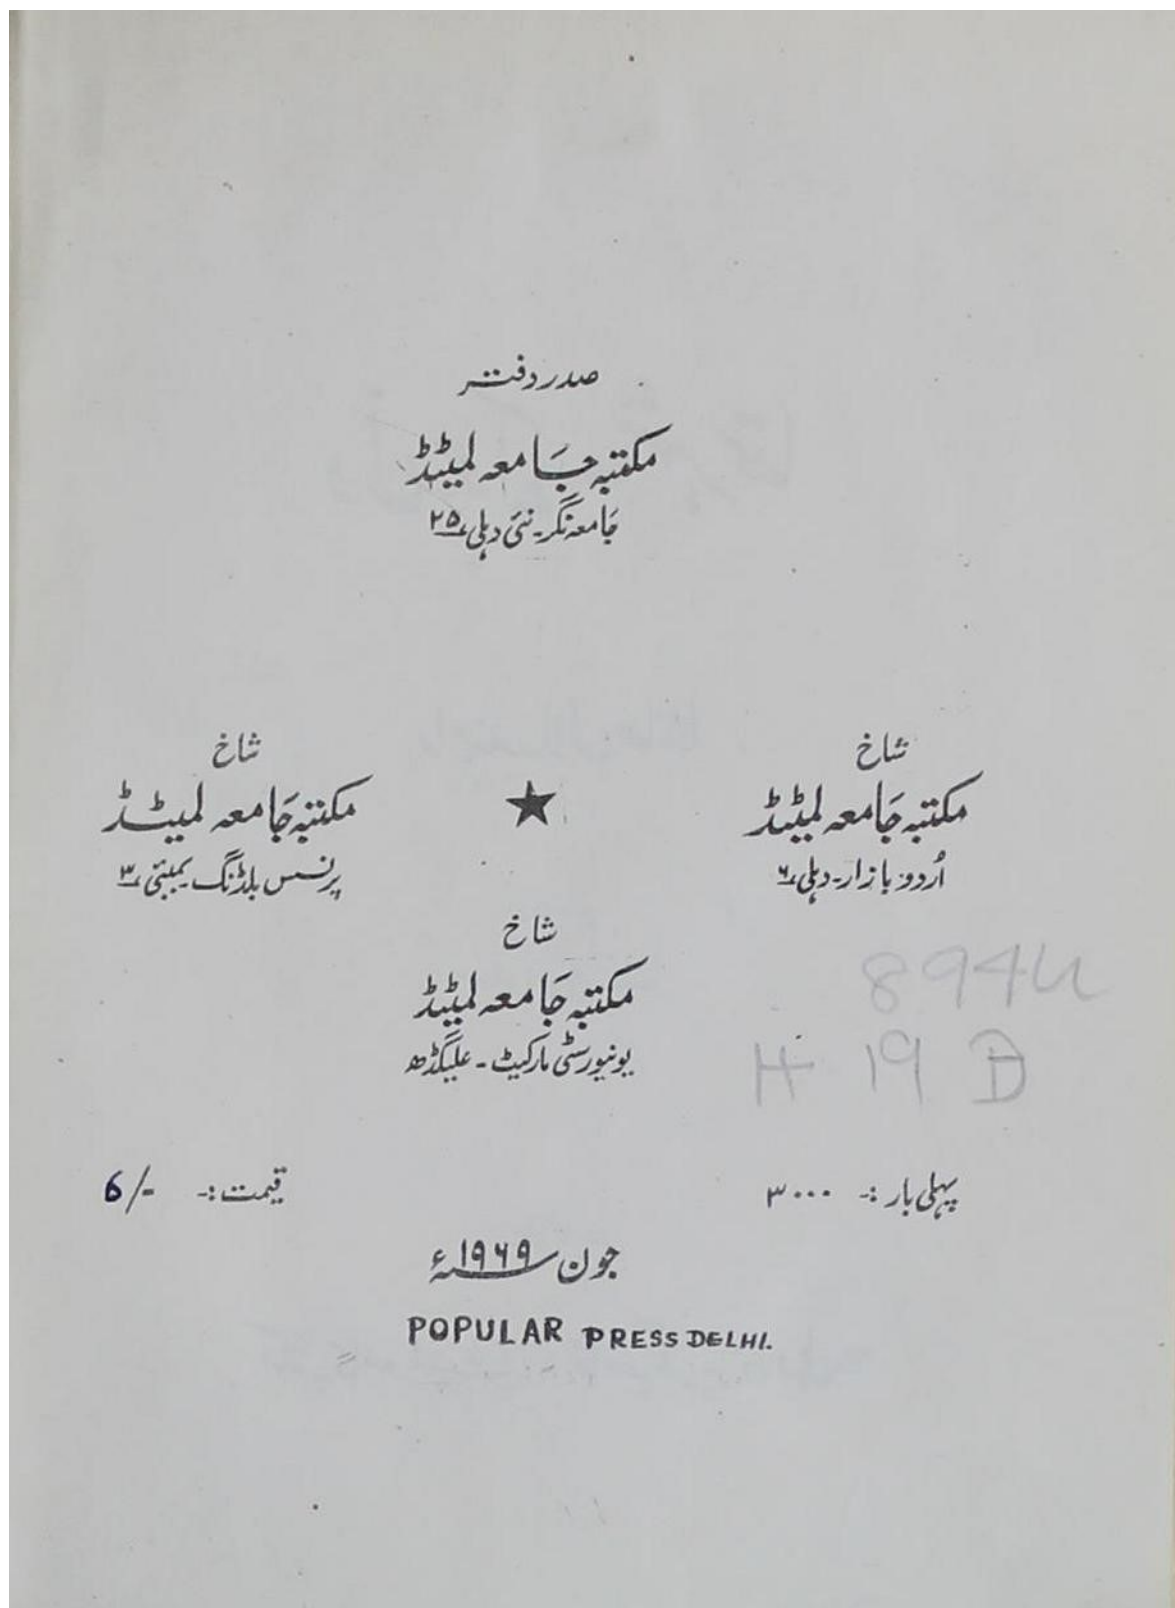 صدر دفتر
مکتبہ جامعہ لمیٹڈ
جامعہ نگر۔ نئی دہلی ۲۵
شاخ
مکتبہ جامعہ لمیٹڈ
اُردو بازار۔ دہلی ۶
شاخ
مکتبہ جامعہ لمیٹڈ
پرنسس بلڈنگ۔ بمبئی ۳
شاخ
مکتبہ جامعہ لمیٹڈ
یونیورسٹی مارکیٹ۔ علیگڈھ
894U
H 19 D
پہلی بار :- ۳۰۰۰
قیمت :- 6/-
جون ۱۹۶۹ء
POPULAR PRESS DELHI.